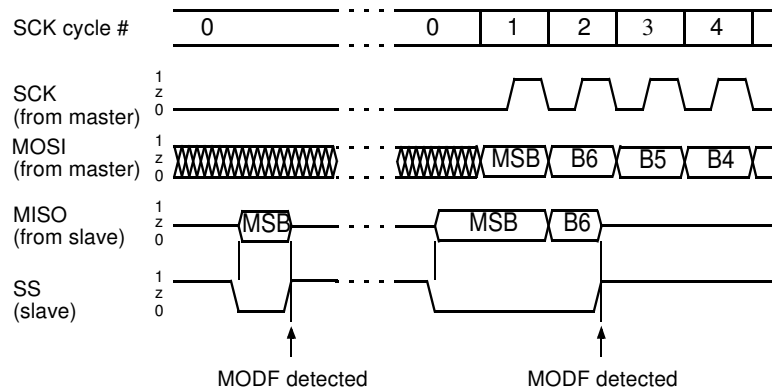 SCK cycle # 0 0 1 2 3 4
SCK
(from master)
1
z
0
MOSI
(from master)
1
z
0
MSB B6 B5 B4
MISO
(from slave)
1
z
0
MSB MSB B6
SS
(slave)
1
z
0
MODF detected MODF detected